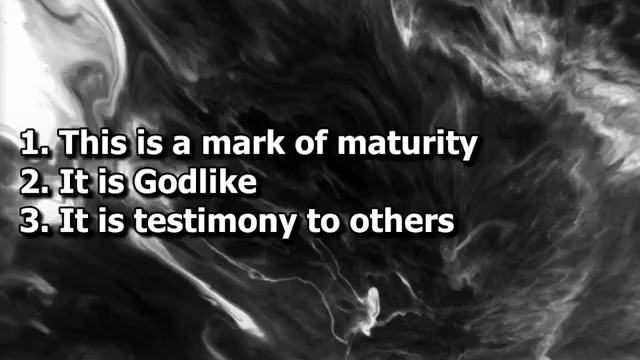 1. This is a mark of maturity
2. It is Godlike
3. It is testimony to others